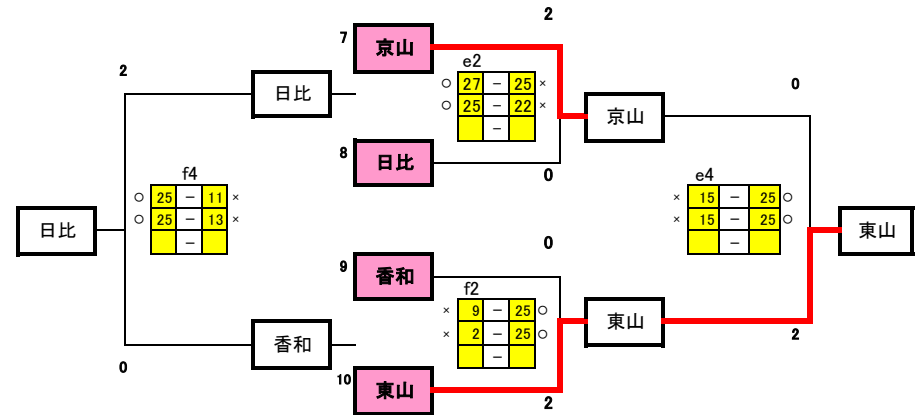 2
7
京山
2
e2
○ 27 － 25 ×
○ 25 － 22 ×
－
0
日比
京山
8
日比
0
f4
○ 25 － 11 ×
○ 25 － 13 ×
－
e4
× 15 － 25 ○
× 15 － 25 ○
－
日比
東山
0
9
香和
f2
× 9 － 25 ○
× 2 － 25 ○
－
東山
香和
2
0
10
東山
2